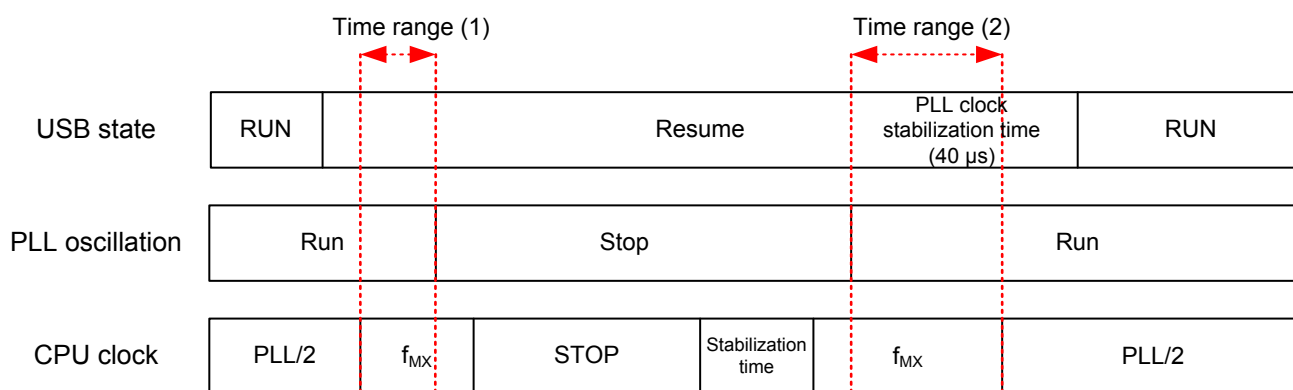 Time range (1) Time range (2)
USB state RUN Resume PLL clock
stabilization time
(40 μs) RUN
PLL oscillation Run Stop Run
CPU clock PLL/2 fMX STOP Stabilization
time fMX PLL/2